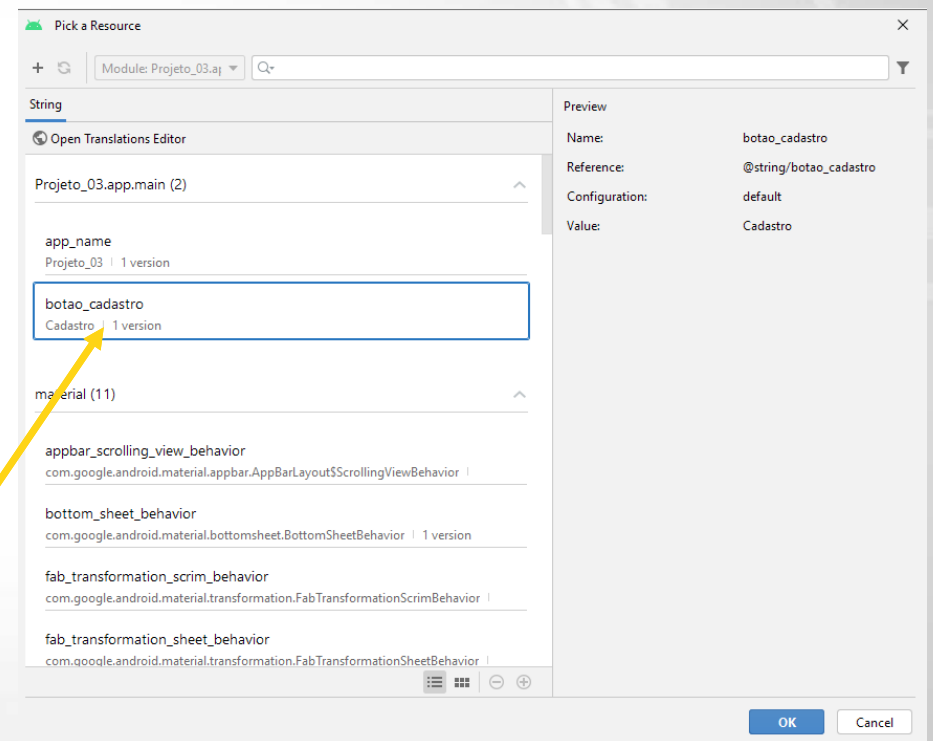 Pick a Resource
Module: Projeto_03.ap
String
Open Translations Editor
Projeto_03.app.main (2)
app_name
Projeto_03 | 1 version
botao_cadastro
Cadastro | 1 version
material (11)
appbar_scrolling_view_behavior
com.google.android.material.appbar.AppBarLayout$ScrollingViewBehavior |
bottom_sheet_behavior
com.google.android.material.bottomsheet.BottomSheetBehavior | 1 version
fab_transformation_scrim_behavior
com.google.android.material.transformation.FabTransformationScrimBehavior |
fab_transformation_sheet_behavior
com.google.android.material.transformation.FabTransformationSheetBehavior |
Preview
Name: botao_cadastro
Reference: @string/botao_cadastro
Configuration: default
Value: Cadastro
OK Cancel